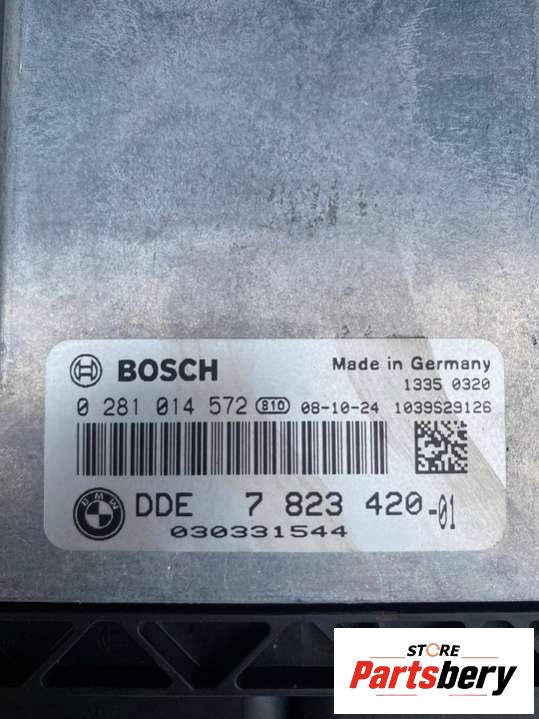 BOSCH Made in Germany
1335 0320
0 281 014 572 810 08-10-24 1039S29126
BMW DDE 7 823 420-01
030331544
STORE
Partsbery